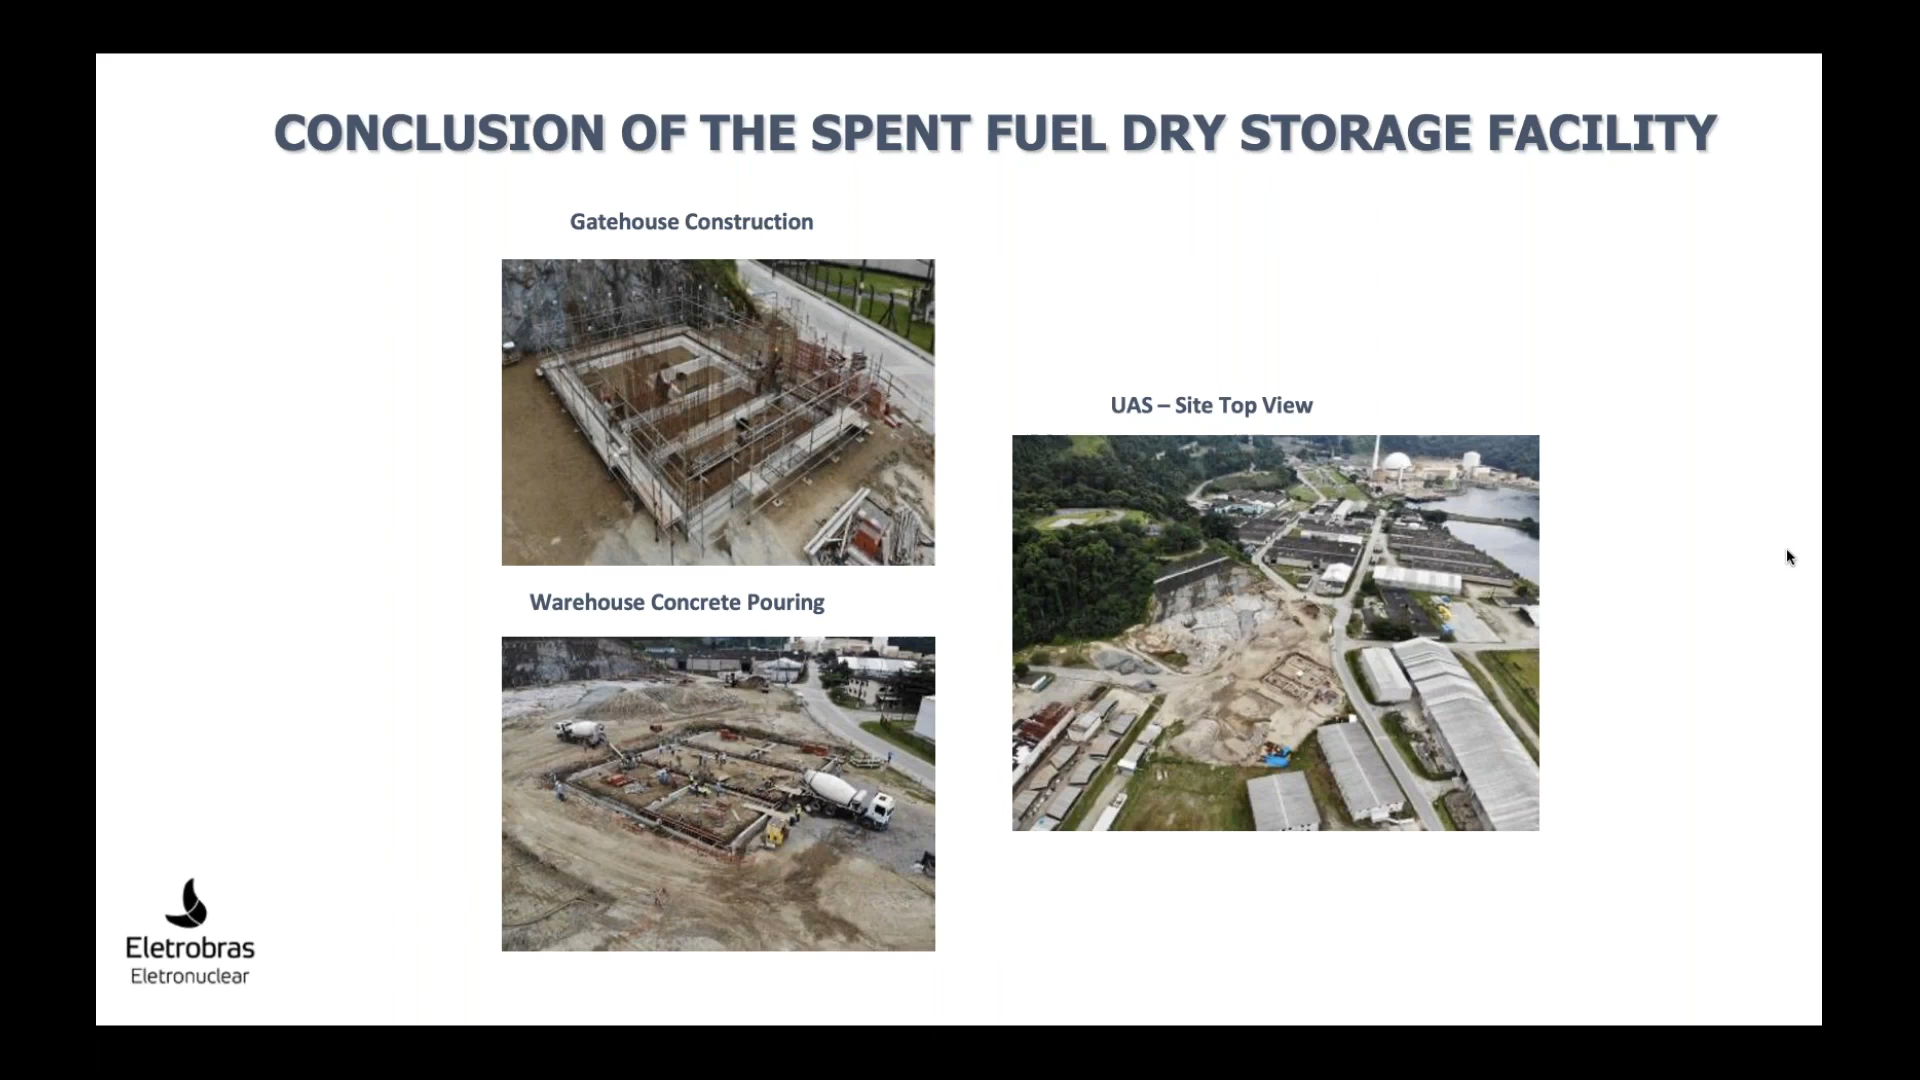 CONCLUSION OF THE SPENT FUEL DRY STORAGE FACILITY
Gatehouse Construction
UAS – Site Top View
Warehouse Concrete Pouring
Eletrobras
Eletronuclear